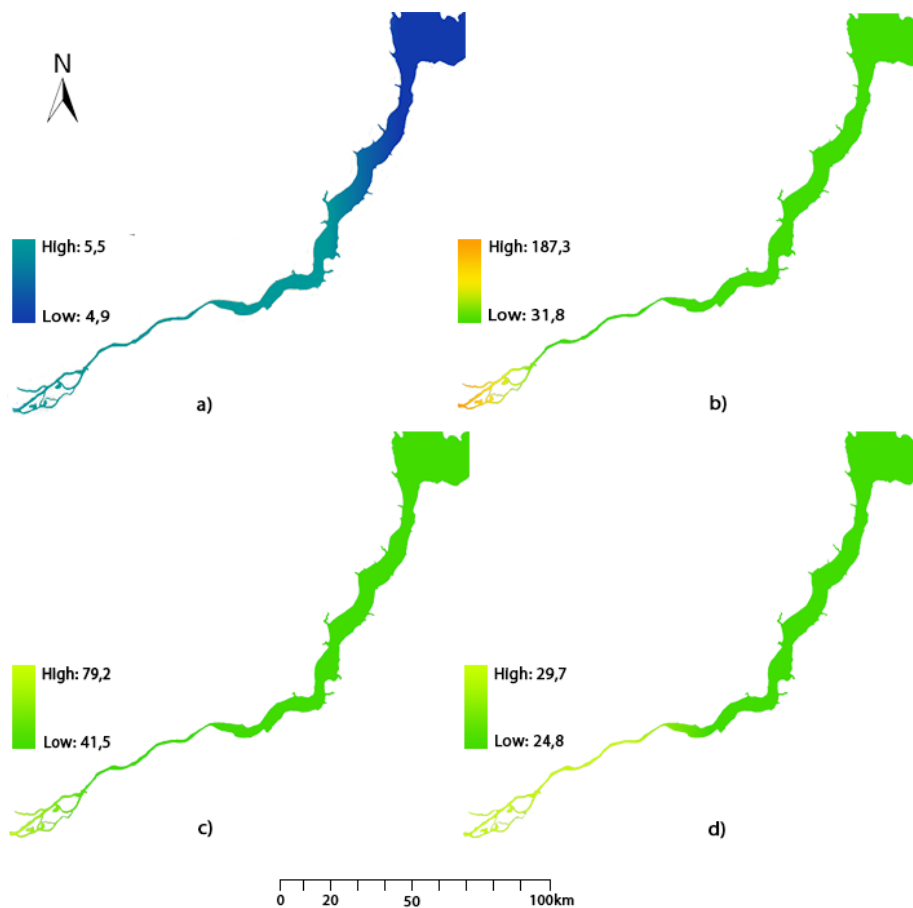 N
High: 5,5
Low: 4,9
a)
High: 187,3
Low: 31,8
b)
High: 79,2
Low: 41,5
c)
High: 29,7
Low: 24,8
d)
0 20 50 100km